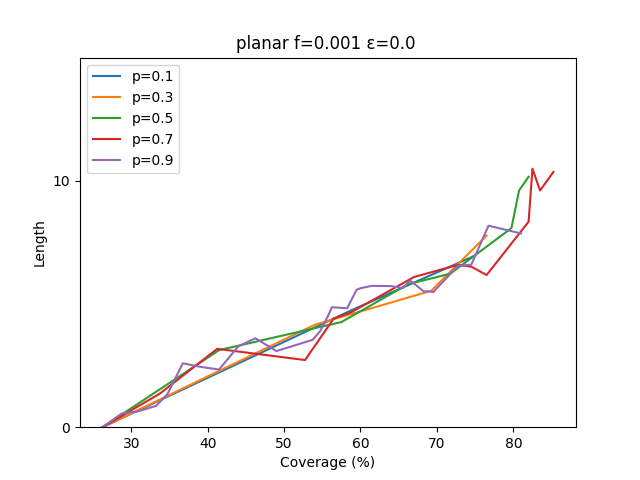 planar f=0.001 ε=0.0
p=0.1
p=0.3
p=0.5
p=0.7
p=0.9
10
0
Length
30 40 50 60 70 80
Coverage (%)